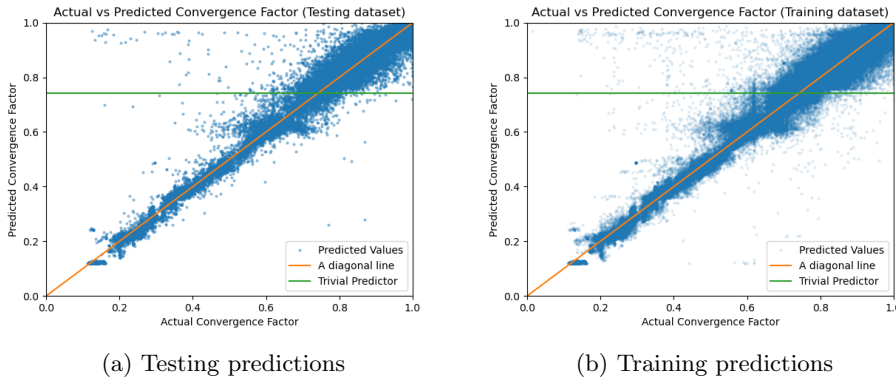 Actual vs Predicted Convergence Factor (Testing dataset)
1.0
0.8
0.6
0.4
0.2
0.0
Predicted Convergence Factor
Predicted Values
A diagonal line
Trivial Predictor
0.0 0.2 0.4 0.6 0.8 1.0
Actual Convergence Factor
(a) Testing predictions
Actual vs Predicted Convergence Factor (Training dataset)
1.0
0.8
0.6
0.4
0.2
0.0
Predicted Convergence Factor
Predicted Values
A diagonal line
Trivial Predictor
0.0 0.2 0.4 0.6 0.8 1.0
Actual Convergence Factor
(b) Training predictions